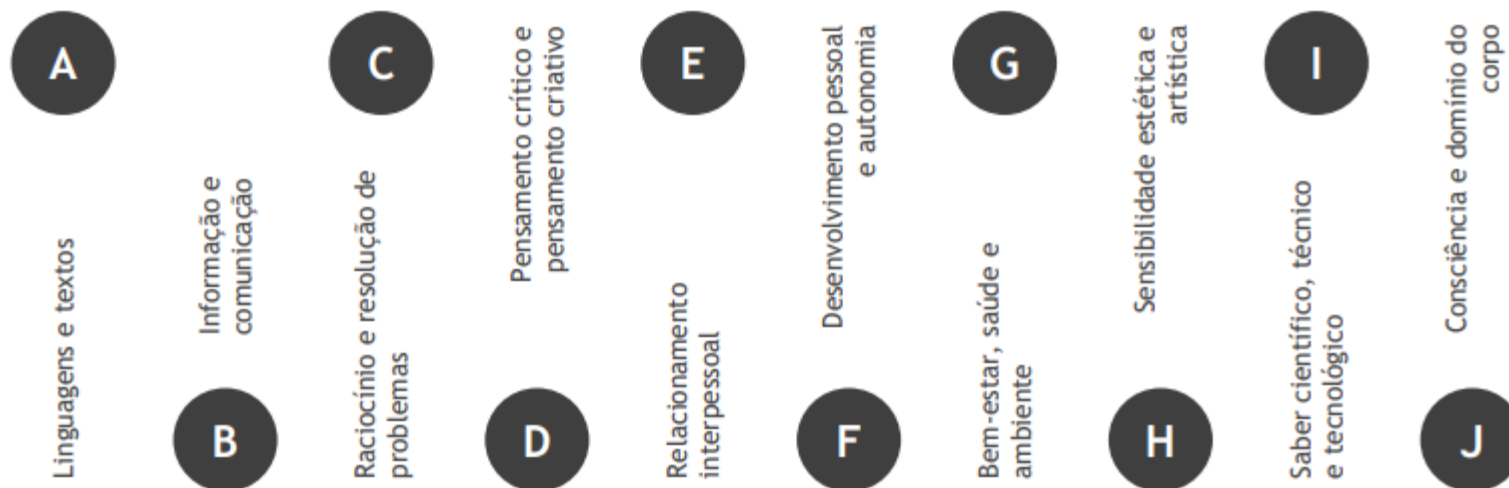 A
Linguagens e textos
B
Informação e
comunicação
C
Raciocínio e resolução de
problemas
D
Pensamento crítico e
pensamento criativo
E
Relacionamento
interpessoal
F
Desenvolvimento pessoal
e autonomia
G
Bem-estar, saúde e
ambiente
H
Sensibilidade estética e
artística
I
Saber científico, técnico
e tecnológico
J
Consciência e domínio do
corpo